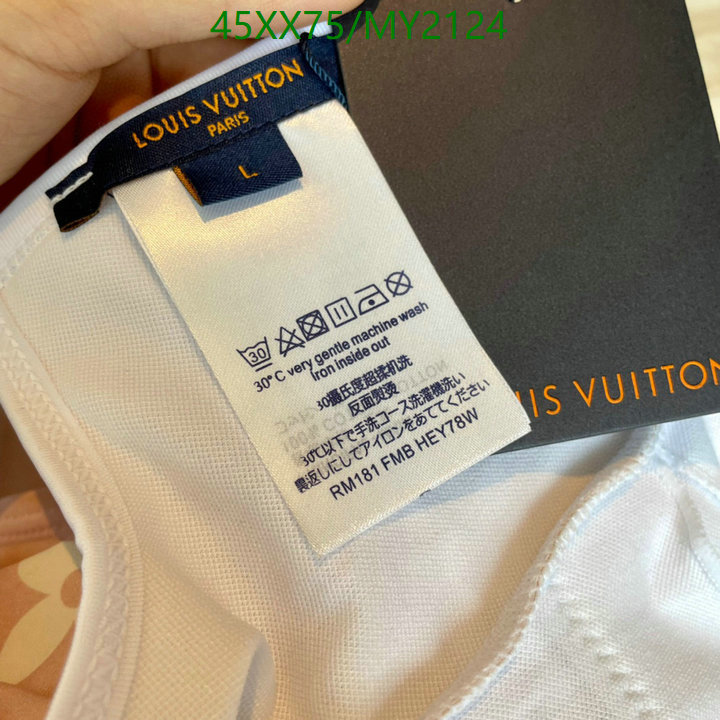 45XX75/MY2124
LOUIS VUITTON
PARIS
L
30
30°C very gentle machine wash
Iron inside out
30攝氏度超揉机洗
反面熨烫
30℃以下で手洗コース洗濯機洗い
裏返しにしてアイロンをあててください
RM181 FMB HEY78W
IS VUITTON